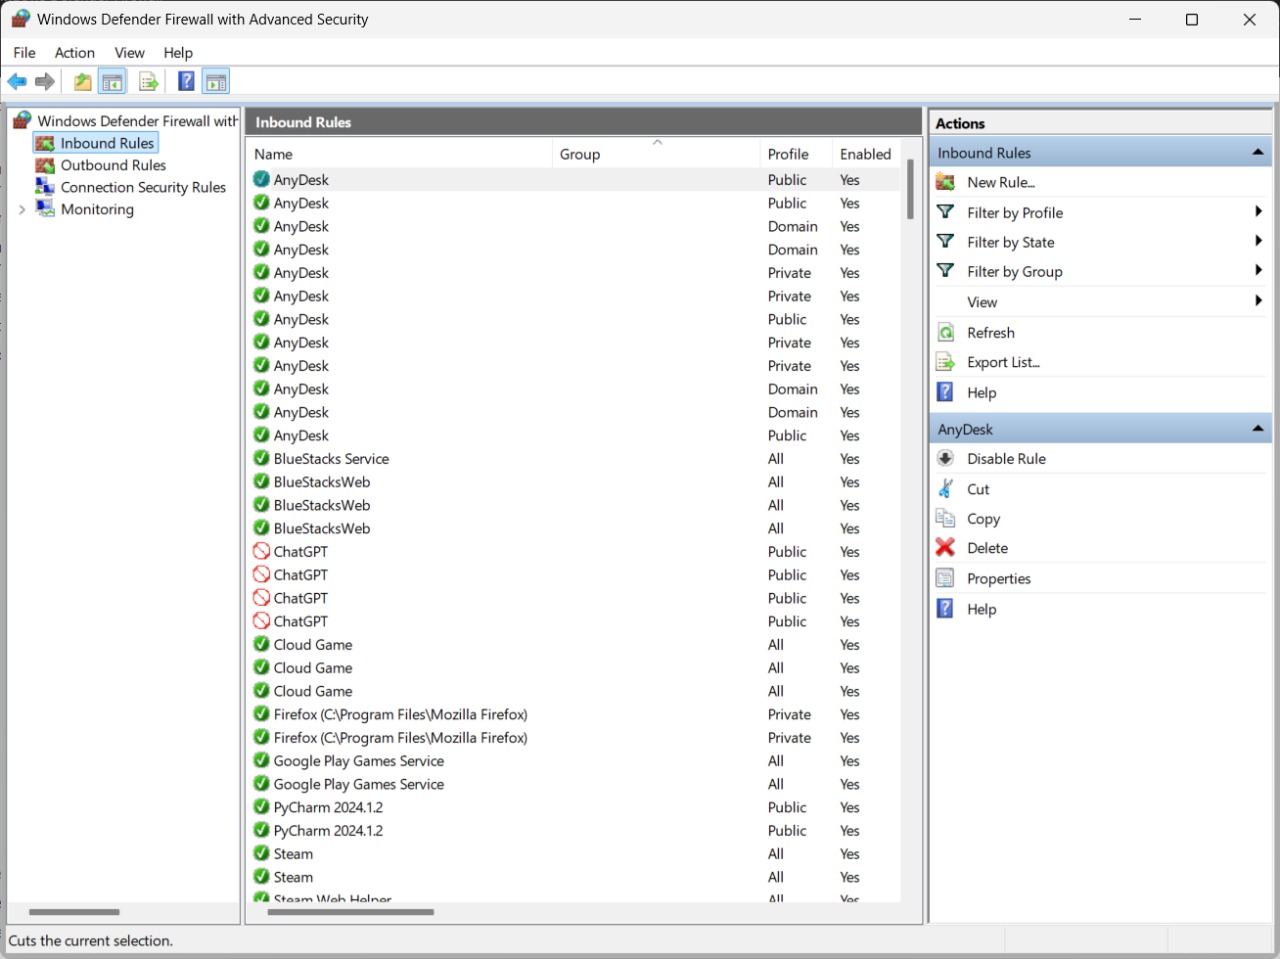 Windows Defender Firewall with Advanced Security
File Action View Help
Windows Defender Firewall with
Inbound Rules
Outbound Rules
Connection Security Rules
Monitoring
Inbound Rules
Name Group Profile Enabled
AnyDesk Public Yes
AnyDesk Public Yes
AnyDesk Domain Yes
AnyDesk Domain Yes
AnyDesk Private Yes
AnyDesk Private Yes
AnyDesk Public Yes
AnyDesk Private Yes
AnyDesk Private Yes
AnyDesk Domain Yes
AnyDesk Domain Yes
AnyDesk Public Yes
BlueStacks Service All Yes
BlueStacksWeb All Yes
BlueStacksWeb All Yes
BlueStacksWeb All Yes
ChatGPT Public Yes
ChatGPT Public Yes
ChatGPT Public Yes
ChatGPT Public Yes
Cloud Game All Yes
Cloud Game All Yes
Cloud Game All Yes
Firefox (C:\Program Files\Mozilla Firefox) Private Yes
Firefox (C:\Program Files\Mozilla Firefox) Private Yes
Google Play Games Service All Yes
Google Play Games Service All Yes
PyCharm 2024.1.2 Public Yes
PyCharm 2024.1.2 Public Yes
Steam All Yes
Steam All Yes
Steam Web Helper All Yes
Actions
Inbound Rules
New Rule...
Filter by Profile
Filter by State
Filter by Group
View
Refresh
Export List...
Help
AnyDesk
Disable Rule
Cut
Copy
Delete
Properties
Help
Cuts the current selection.